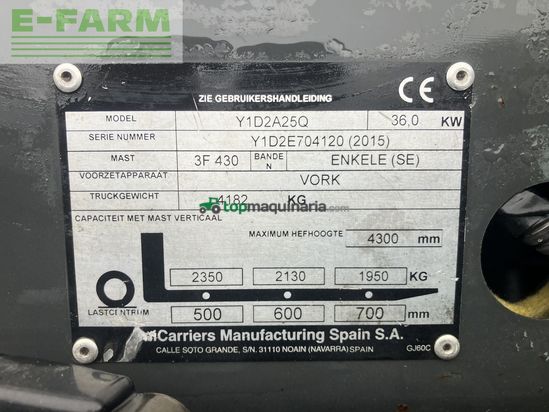 E-FARM
ZIE GEBRUIKERSHANDLEIDING
CE
MODEL Y1D2A25Q 36,0 KW
SERIE NUMMER Y1D2E704120 (2015)
MAST 3F 430 BANDEN ENKELE (SE)
VOORZETAPPARAAT VORK
TRUCKGEWICHT 4182 KG
topmaquinaria.com
CAPACITEIT MET MAST VERTICAAL
MAXIMUM HEFHOOGTE 4300 mm
2350 2130 1950 KG
LASTCENTRUM 500 600 700 mm
Carriers Manufacturing Spain S.A.
CALLE SOTO GRANDE, S/N. 31110 NOAIN (NAVARRA) SPAIN GJ60C